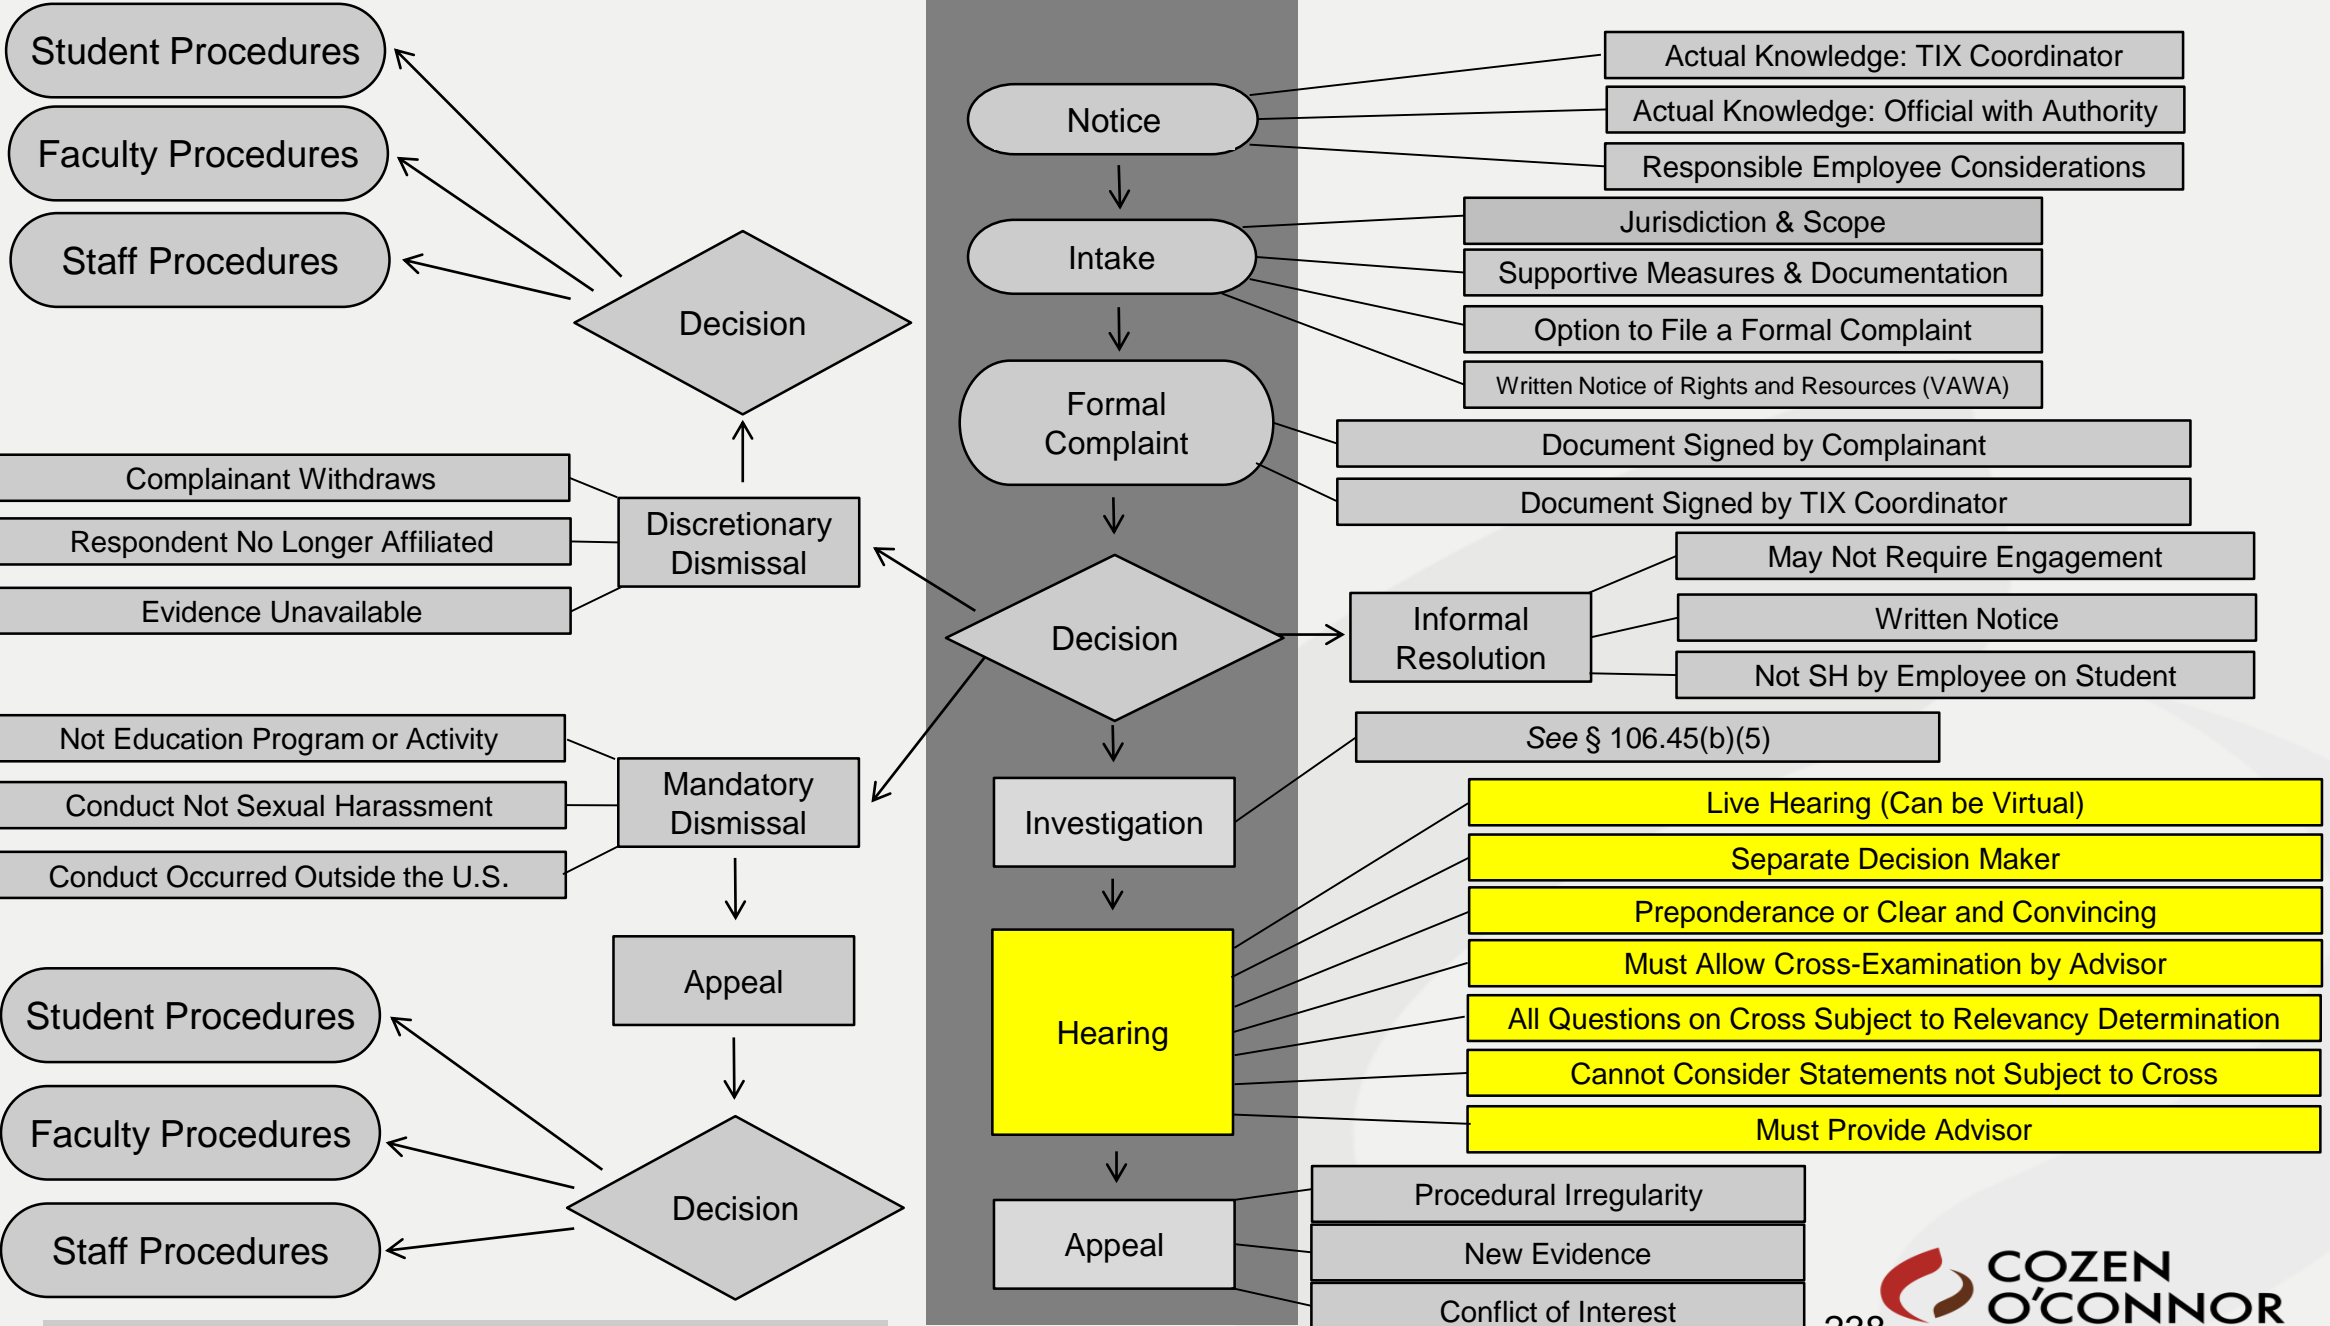 Student Procedures
Faculty Procedures
Staff Procedures
Decision
Complainant Withdraws
Respondent No Longer Affiliated
Evidence Unavailable
Discretionary
Dismissal
Not Education Program or Activity
Conduct Not Sexual Harassment
Conduct Occurred Outside the U.S.
Mandatory
Dismissal
Appeal
Student Procedures
Faculty Procedures
Staff Procedures
Decision
Notice
Actual Knowledge: TIX Coordinator
Actual Knowledge: Official with Authority
Responsible Employee Considerations
Intake
Jurisdiction & Scope
Supportive Measures & Documentation
Option to File a Formal Complaint
Written Notice of Rights and Resources (VAWA)
Formal
Complaint
Document Signed by Complainant
Document Signed by TIX Coordinator
Decision
Informal
Resolution
May Not Require Engagement
Written Notice
Not SH by Employee on Student
Investigation
See § 106.45(b)(5)
Hearing
Live Hearing (Can be Virtual)
Separate Decision Maker
Preponderance or Clear and Convincing
Must Allow Cross-Examination by Advisor
All Questions on Cross Subject to Relevancy Determination
Cannot Consider Statements not Subject to Cross
Must Provide Advisor
Appeal
Procedural Irregularity
New Evidence
Conflict of Interest
COZEN
O'CONNOR